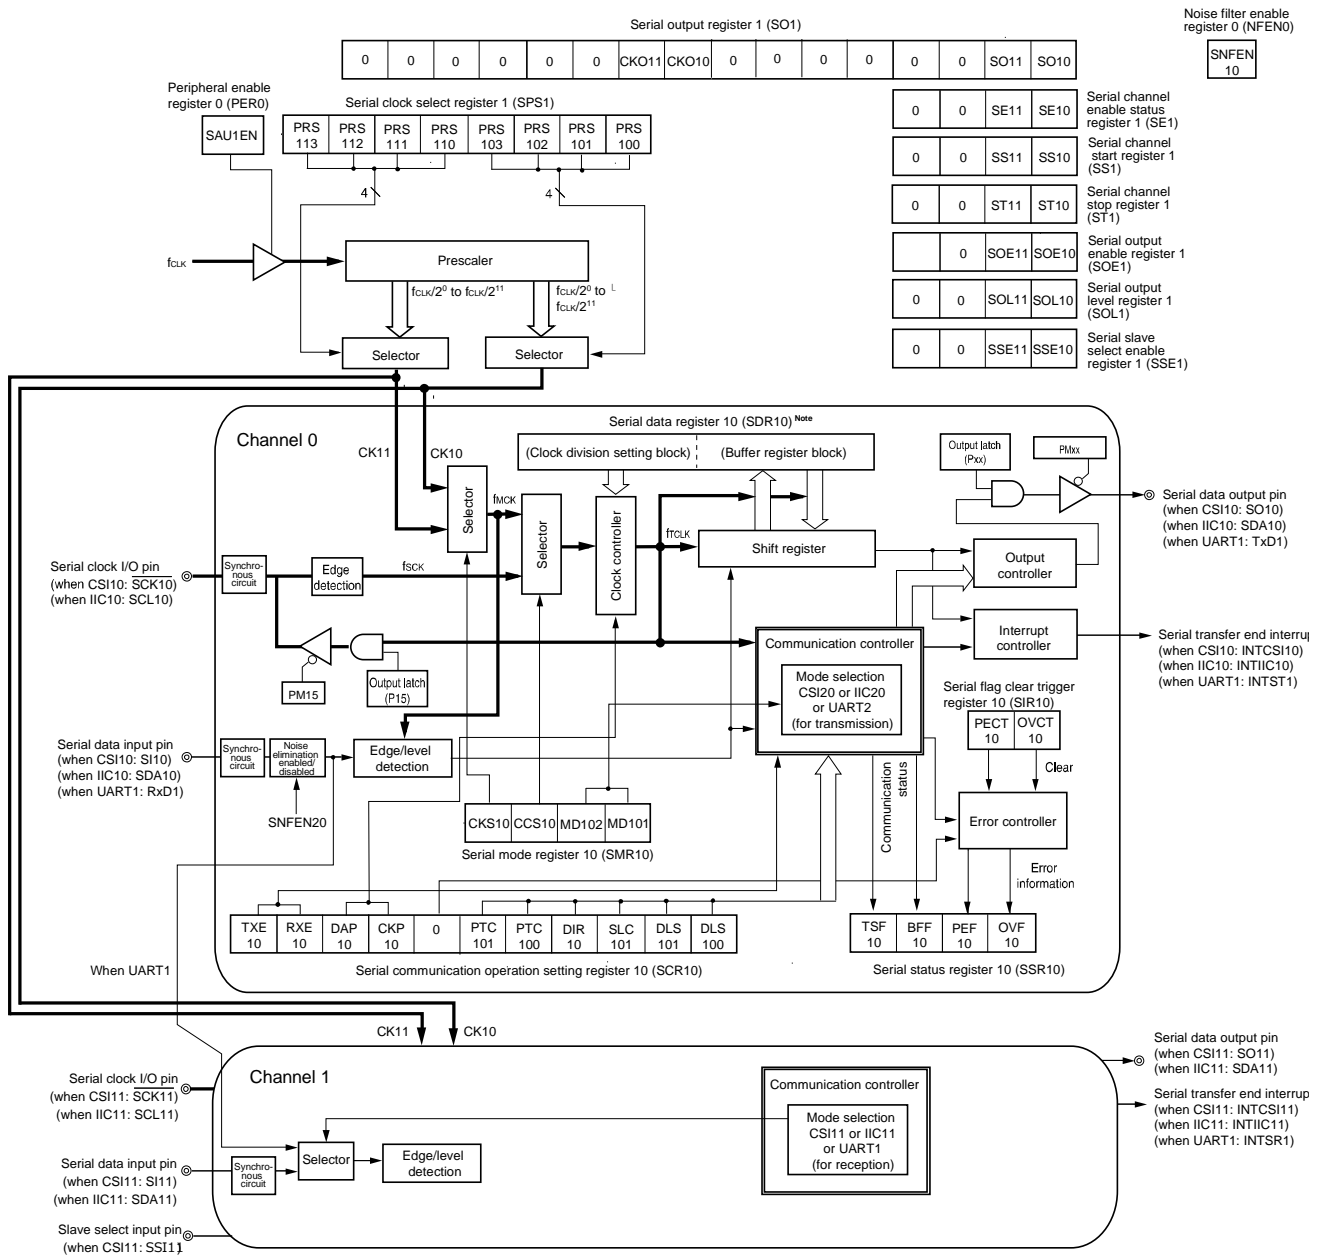 Serial output register 1 (SO1)
0 0 0 0 0 0 CKO11 CKO10 0 0 0 0 0 0 SO11 SO10
Noise filter enable
register 0 (NFEN0)
SNFEN
10
Peripheral enable
register 0 (PER0)
SAU1EN
Serial clock select register 1 (SPS1)
PRS PRS PRS PRS PRS PRS PRS PRS
113 112 111 110 103 102 101 100
4
4
0 0 SE11 SE10
Serial channel
enable status
register 1 (SE1)
0 0 SS11 SS10
Serial channel
start register 1
(SS1)
0 0 ST11 ST10
Serial channel
stop register 1
(ST1)
0 SOE11 SOE10
Serial output
enable register 1
(SOE1)
0 0 SOL11 SOL10
Serial output
level register 1
(SOL1)
0 0 SSE11 SSE10
Serial slave
select enable
register 1 (SSE1)
fCLK
Prescaler
fCLK/2⁰ to fCLK/2¹¹
fCLK/2⁰ to
fCLK/2¹¹
Selector
Selector
Channel 0
CK11
CK10
Serial data register 10 (SDR10) Note
(Clock division setting block)
(Buffer register block)
Selector
fMCK
Selector
Clock controller
fTCLK
Shift register
Output latch
(Pxx)
PMxx
Serial data output pin
(when CSI10: SO10)
(when IIC10: SDA10)
(when UART1: TxD1)
Output
controller
Serial clock I/O pin
(when CSI10: SCK10)
(when IIC10: SCL10)
Synchro-
nous
circuit
Edge
detection
fSCK
PM15
Output latch
(P15)
Communication controller
Mode selection
CSI20 or IIC20
or UART2
(for transmission)
Interrupt
controller
Serial transfer end interrup
(when CSI10: INTCSI10)
(when IIC10: INTIIC10)
(when UART1: INTST1)
Serial flag clear trigger
register 10 (SIR10)
PECT OVCT
10 10
Clear
Serial data input pin
(when CSI10: SI10)
(when IIC10: SDA10)
(when UART1: RxD1)
Synchro-
nous
circuit
Noise
elimination
enabled/
disabled
Edge/level
detection
SNFEN20
CKS10 CCS10 MD102 MD101
Serial mode register 10 (SMR10)
Communication
status
Error controller
Error
information
TXE RXE DAP CKP 0 PTC PTC DIR SLC DLS DLS
10 10 10 10 101 100 10 101 101 100
Serial communication operation setting register 10 (SCR10)
TSF BFF PEF OVF
10 10 10 10
Serial status register 10 (SSR10)
When UART1
CK11
CK10
Channel 1
Serial clock I/O pin
(when CSI11: SCK11)
(when IIC11: SCL11)
Serial data input pin
(when CSI11: SI11)
(when IIC11: SDA11)
Synchro-
nous
circuit
Selector
Edge/level
detection
Communication controller
Mode selection
CSI11 or IIC11
or UART1
(for reception)
Serial data output pin
(when CSI11: SO11)
(when IIC11: SDA11)
Serial transfer end interrup
(when CSI11: INTCSI11)
(when IIC11: INTIIC11)
(when UART1: INTSR1)
Slave select input pin
(when CSI11: SSI11)